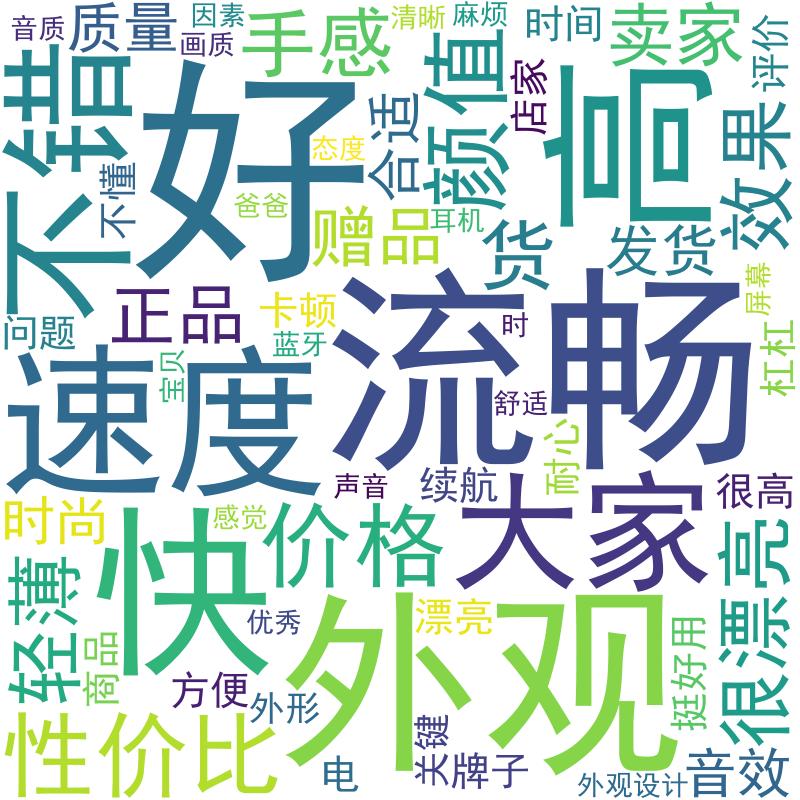 音质
质量
因素
画质
手感
清晰
麻烦
时间
卖家
评价
不错
好
不懂
态度
爸爸
合适
颜值
店家
高
效果
赠品
耳机
货
发货
屏幕
正品
卡顿
问题
蓝牙
宝贝
流畅
时
舒适
杠杠
速度
耐心
声音
续航
大家
很高
时尚
感觉
快
价格
很漂亮
轻薄
商品
优秀
漂亮
外观
挺好用
方便
外形
性价比
电
关键
牌子
外观设计
音效